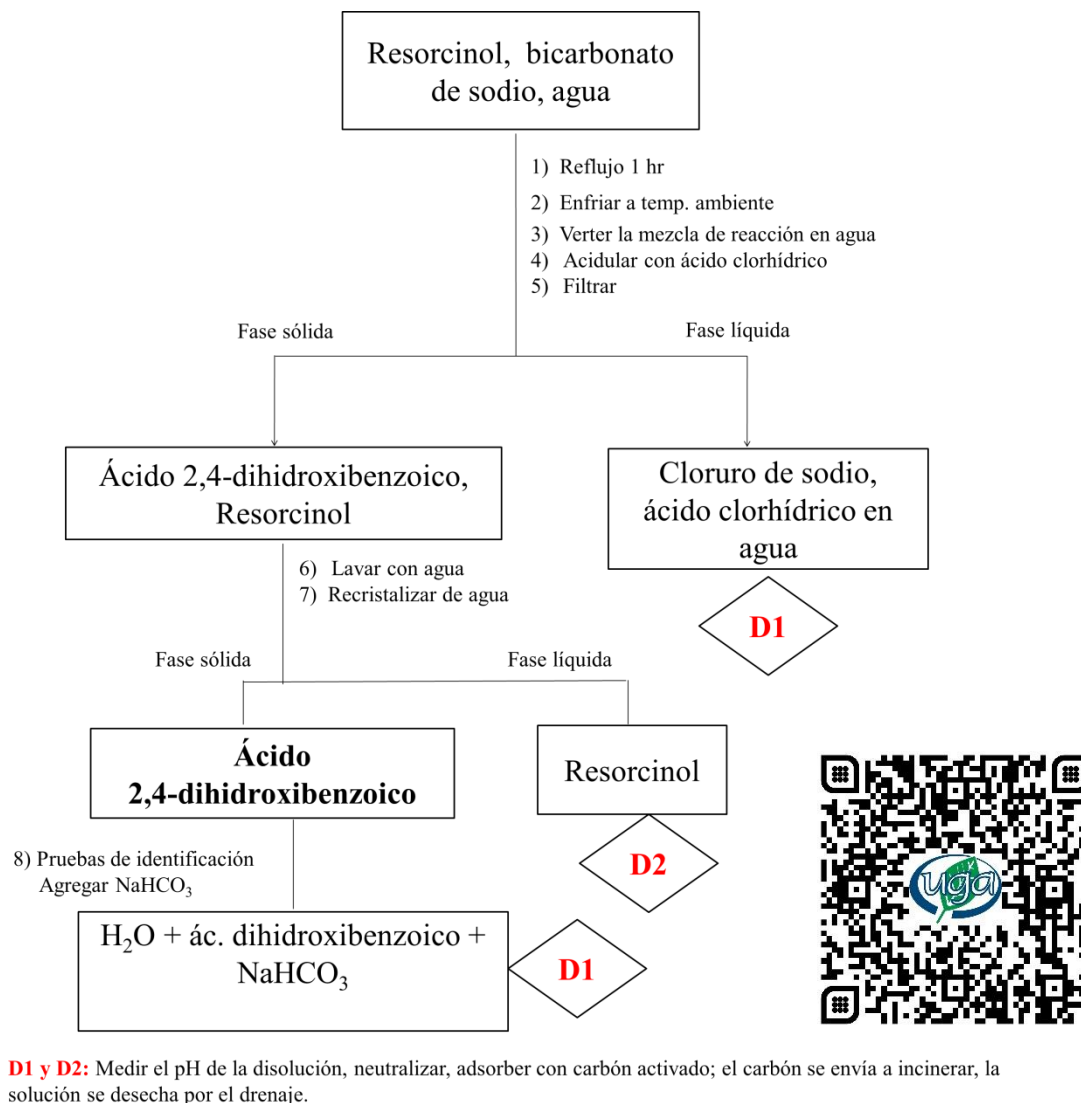 Resorcinol, bicarbonato
de sodio, agua
1) Reflujo 1 hr
2) Enfriar a temp. ambiente
3) Verter la mezcla de reacción en agua
4) Acidular con ácido clorhídrico
5) Filtrar
Fase sólida
Fase líquida
Ácido 2,4-dihidroxibenzoico,
Resorcinol
Cloruro de sodio,
ácido clorhídrico en
agua
6) Lavar con agua
7) Recristalizar de agua
D1
Fase sólida
Fase líquida
Ácido
2,4-dihidroxibenzoico
Resorcinol
8) Pruebas de identificación
Agregar NaHCO₃
D2
uga
H₂O + ác. dihidroxibenzoico +
NaHCO₃
D1
D1 y D2: Medir el pH de la disolución, neutralizar, adsorber con carbón activado; el carbón se envía a incinerar, la
solución se desecha por el drenaje.